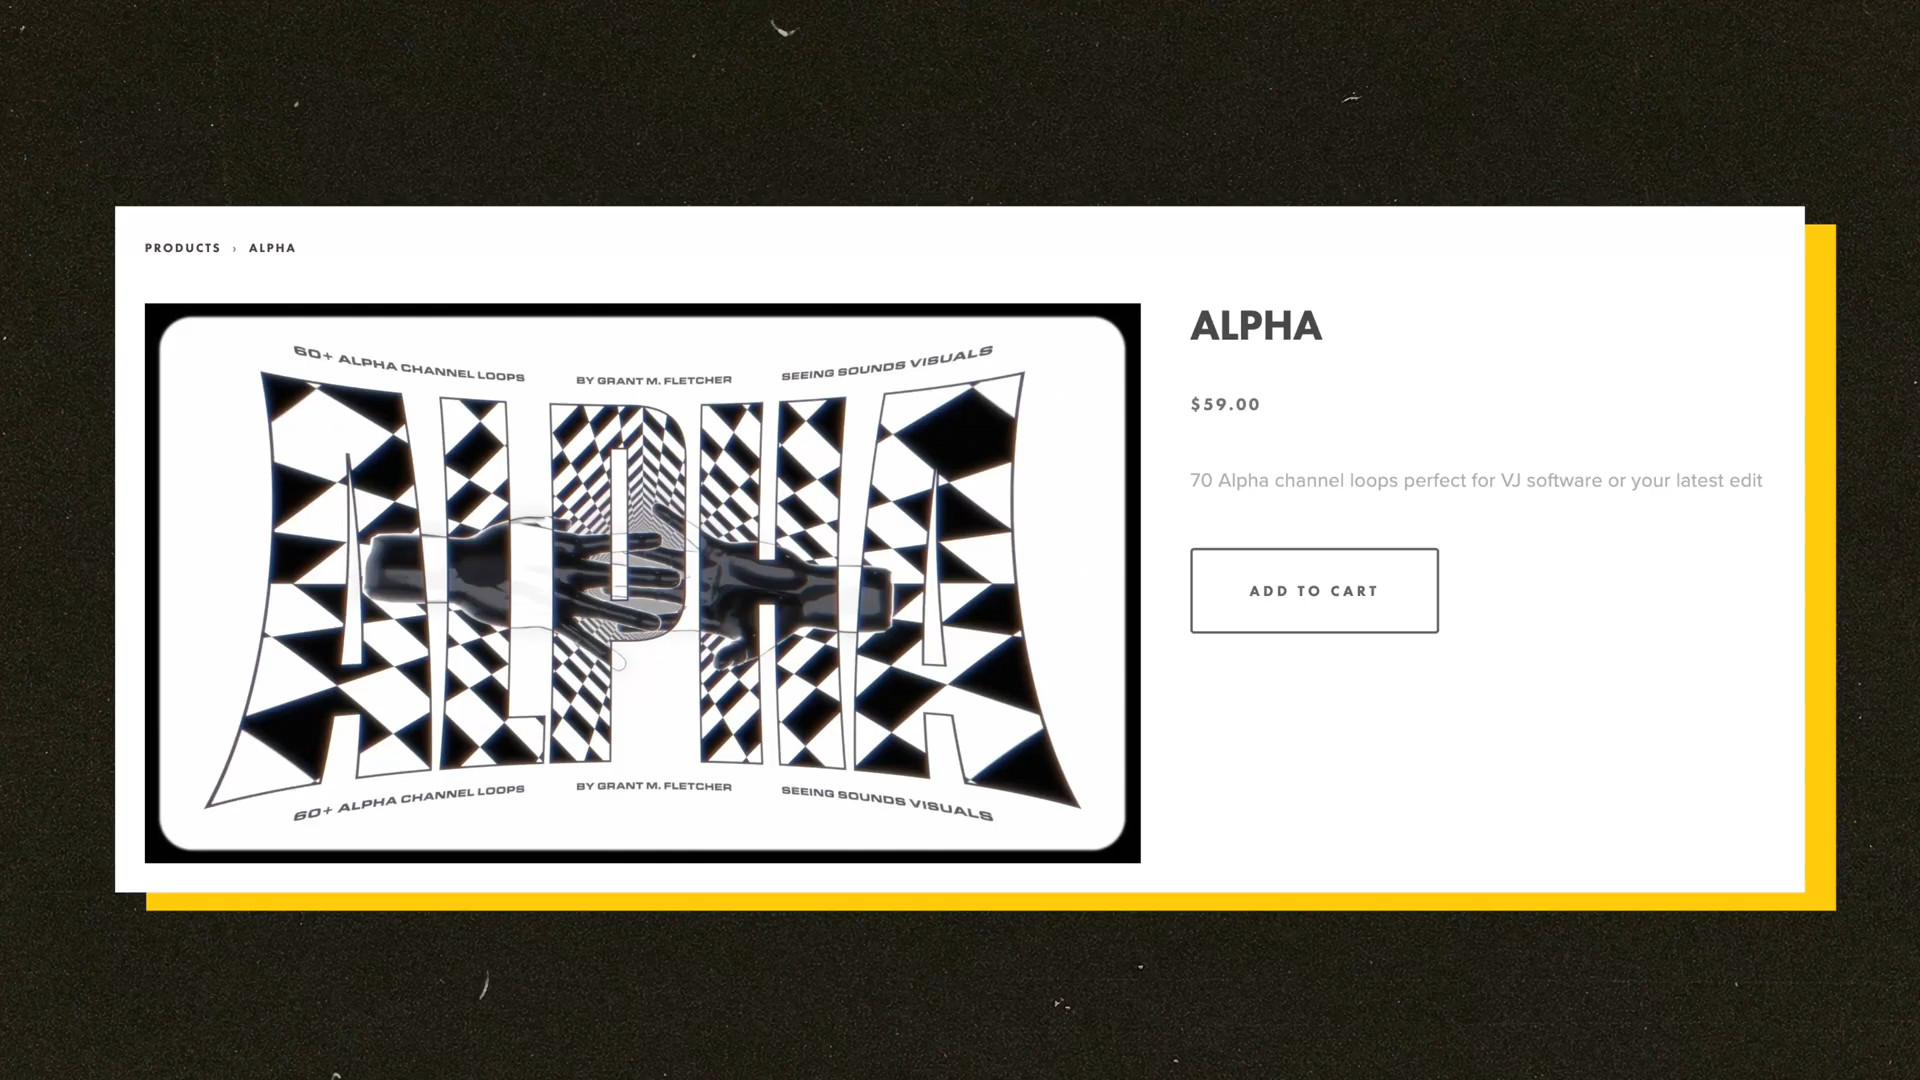 PRODUCTS › ALPHA
60+ ALPHA CHANNEL LOOPS BY GRANT M. FLETCHER SEEING SOUNDS VISUALS
ALPHA
60+ ALPHA CHANNEL LOOPS BY GRANT M. FLETCHER SEEING SOUNDS VISUALS
ALPHA
$59.00
70 Alpha channel loops perfect for VJ software or your latest edit
ADD TO CART